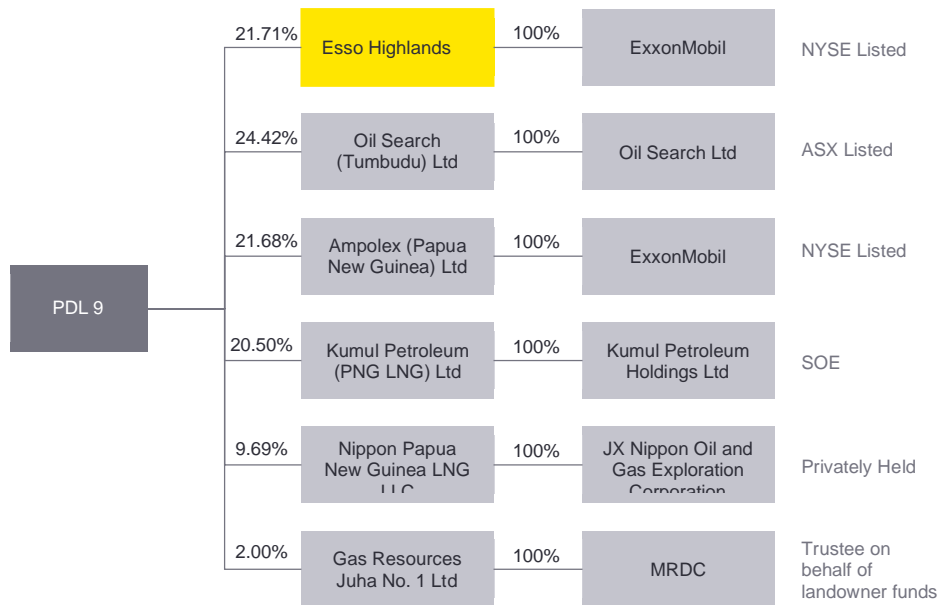 21.71%
Esso Highlands
100%
ExxonMobil
NYSE Listed
24.42%
Oil Search
(Tumbudu) Ltd
100%
Oil Search Ltd
ASX Listed
21.68%
Ampolex (Papua
New Guinea) Ltd
100%
ExxonMobil
NYSE Listed
PDL 9
20.50%
Kumul Petroleum
(PNG LNG) Ltd
100%
Kumul Petroleum
Holdings Ltd
SOE
9.69%
Nippon Papua
New Guinea LNG
LLC
100%
JX Nippon Oil and
Gas Exploration
Corporation
Privately Held
2.00%
Gas Resources
Juha No. 1 Ltd
100%
MRDC
Trustee on
behalf of
landowner funds